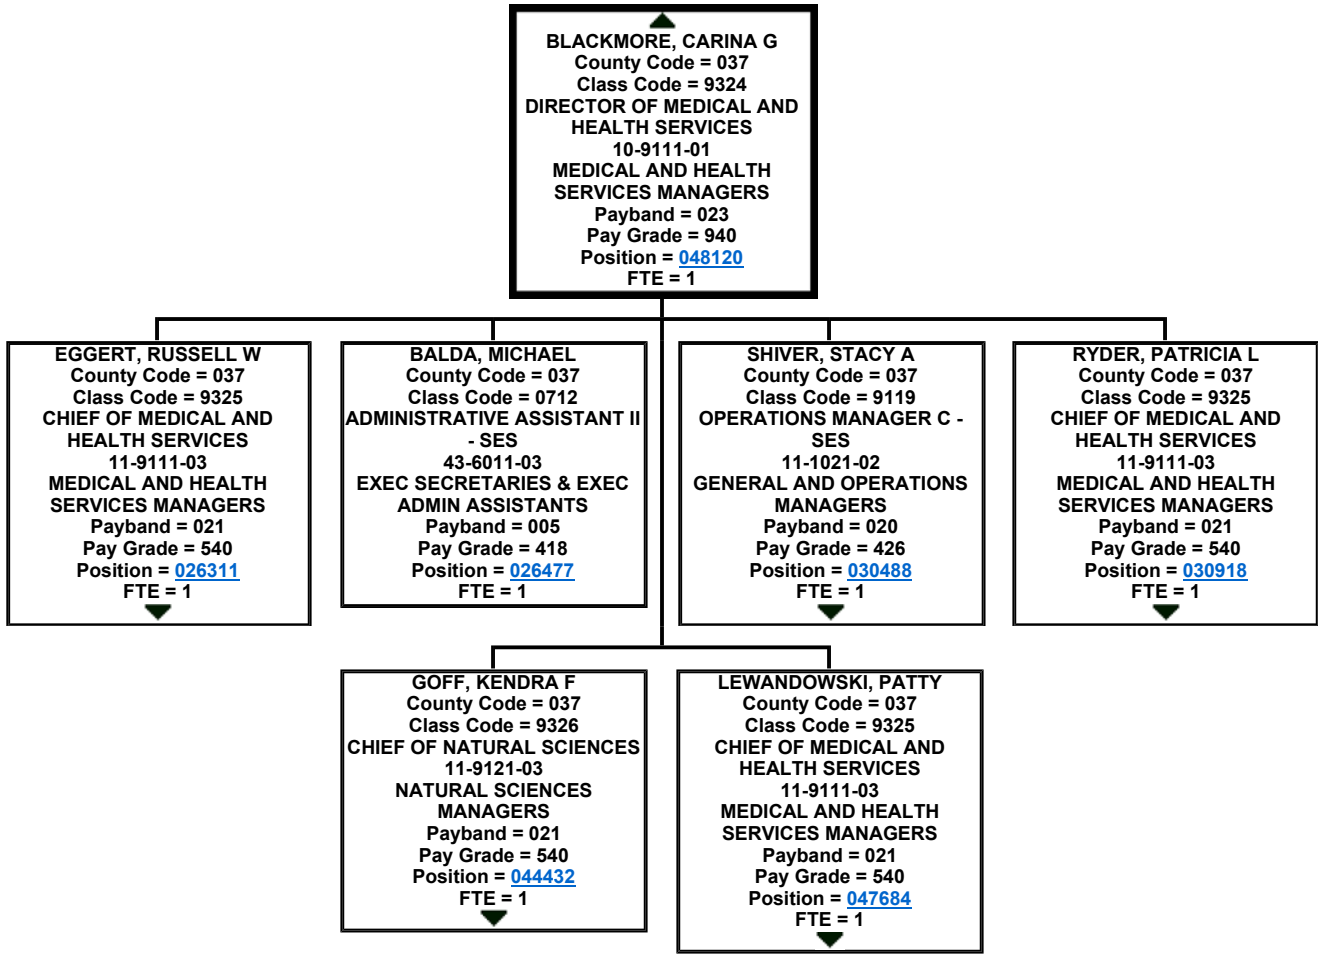 BLACKMORE, CARINA G
County Code = 037
Class Code = 9324
DIRECTOR OF MEDICAL AND
HEALTH SERVICES
10-9111-01
MEDICAL AND HEALTH
SERVICES MANAGERS
Payband = 023
Pay Grade = 940
Position = 048120
FTE = 1
EGGERT, RUSSELL W
County Code = 037
Class Code = 9325
CHIEF OF MEDICAL AND
HEALTH SERVICES
11-9111-03
MEDICAL AND HEALTH
SERVICES MANAGERS
Payband = 021
Pay Grade = 540
Position = 026311
FTE = 1
BALDA, MICHAEL
County Code = 037
Class Code = 0712
ADMINISTRATIVE ASSISTANT II
- SES
43-6011-03
EXEC SECRETARIES & EXEC
ADMIN ASSISTANTS
Payband = 005
Pay Grade = 418
Position = 026477
FTE = 1
SHIVER, STACY A
County Code = 037
Class Code = 9119
OPERATIONS MANAGER C -
SES
11-1021-02
GENERAL AND OPERATIONS
MANAGERS
Payband = 020
Pay Grade = 426
Position = 030488
FTE = 1
RYDER, PATRICIA L
County Code = 037
Class Code = 9325
CHIEF OF MEDICAL AND
HEALTH SERVICES
11-9111-03
MEDICAL AND HEALTH
SERVICES MANAGERS
Payband = 021
Pay Grade = 540
Position = 030918
FTE = 1
GOFF, KENDRA F
County Code = 037
Class Code = 9326
CHIEF OF NATURAL SCIENCES
11-9121-03
NATURAL SCIENCES
MANAGERS
Payband = 021
Pay Grade = 540
Position = 044432
FTE = 1
LEWANDOWSKI, PATTY
County Code = 037
Class Code = 9325
CHIEF OF MEDICAL AND
HEALTH SERVICES
11-9111-03
MEDICAL AND HEALTH
SERVICES MANAGERS
Payband = 021
Pay Grade = 540
Position = 047684
FTE = 1